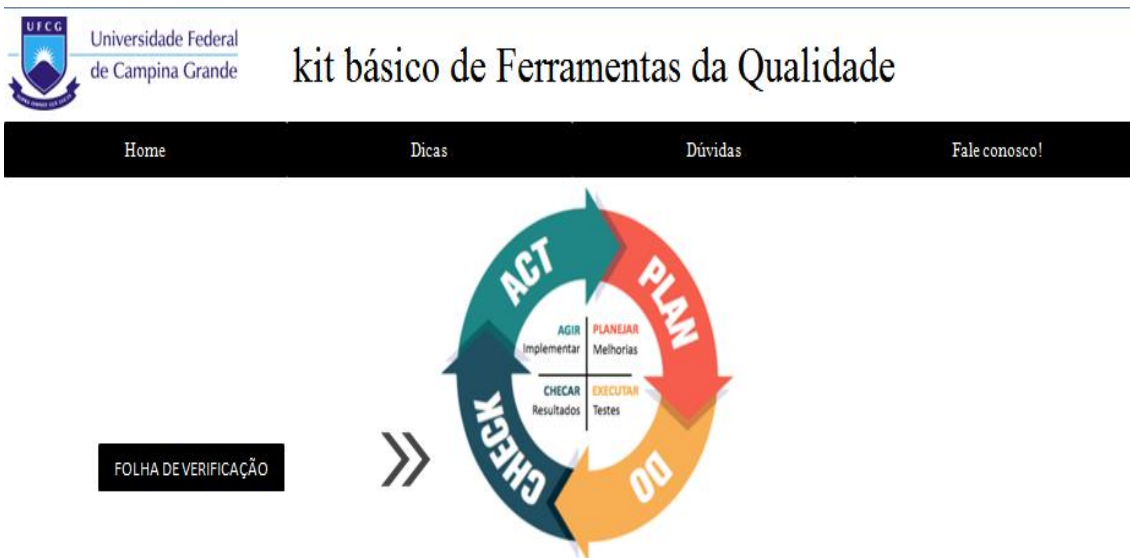 UFCG
Universidade Federal
de Campina Grande
kit básico de Ferramentas da Qualidade
Home
Dicas
Dúvidas
Fale conosco!
ACT
PLAN
AGIR
Implementar
PLANEJAR
Melhorias
CHECAR
Resultados
EXECUTAR
Testes
CHECK
DO
FOLHA DE VERIFICAÇÃO